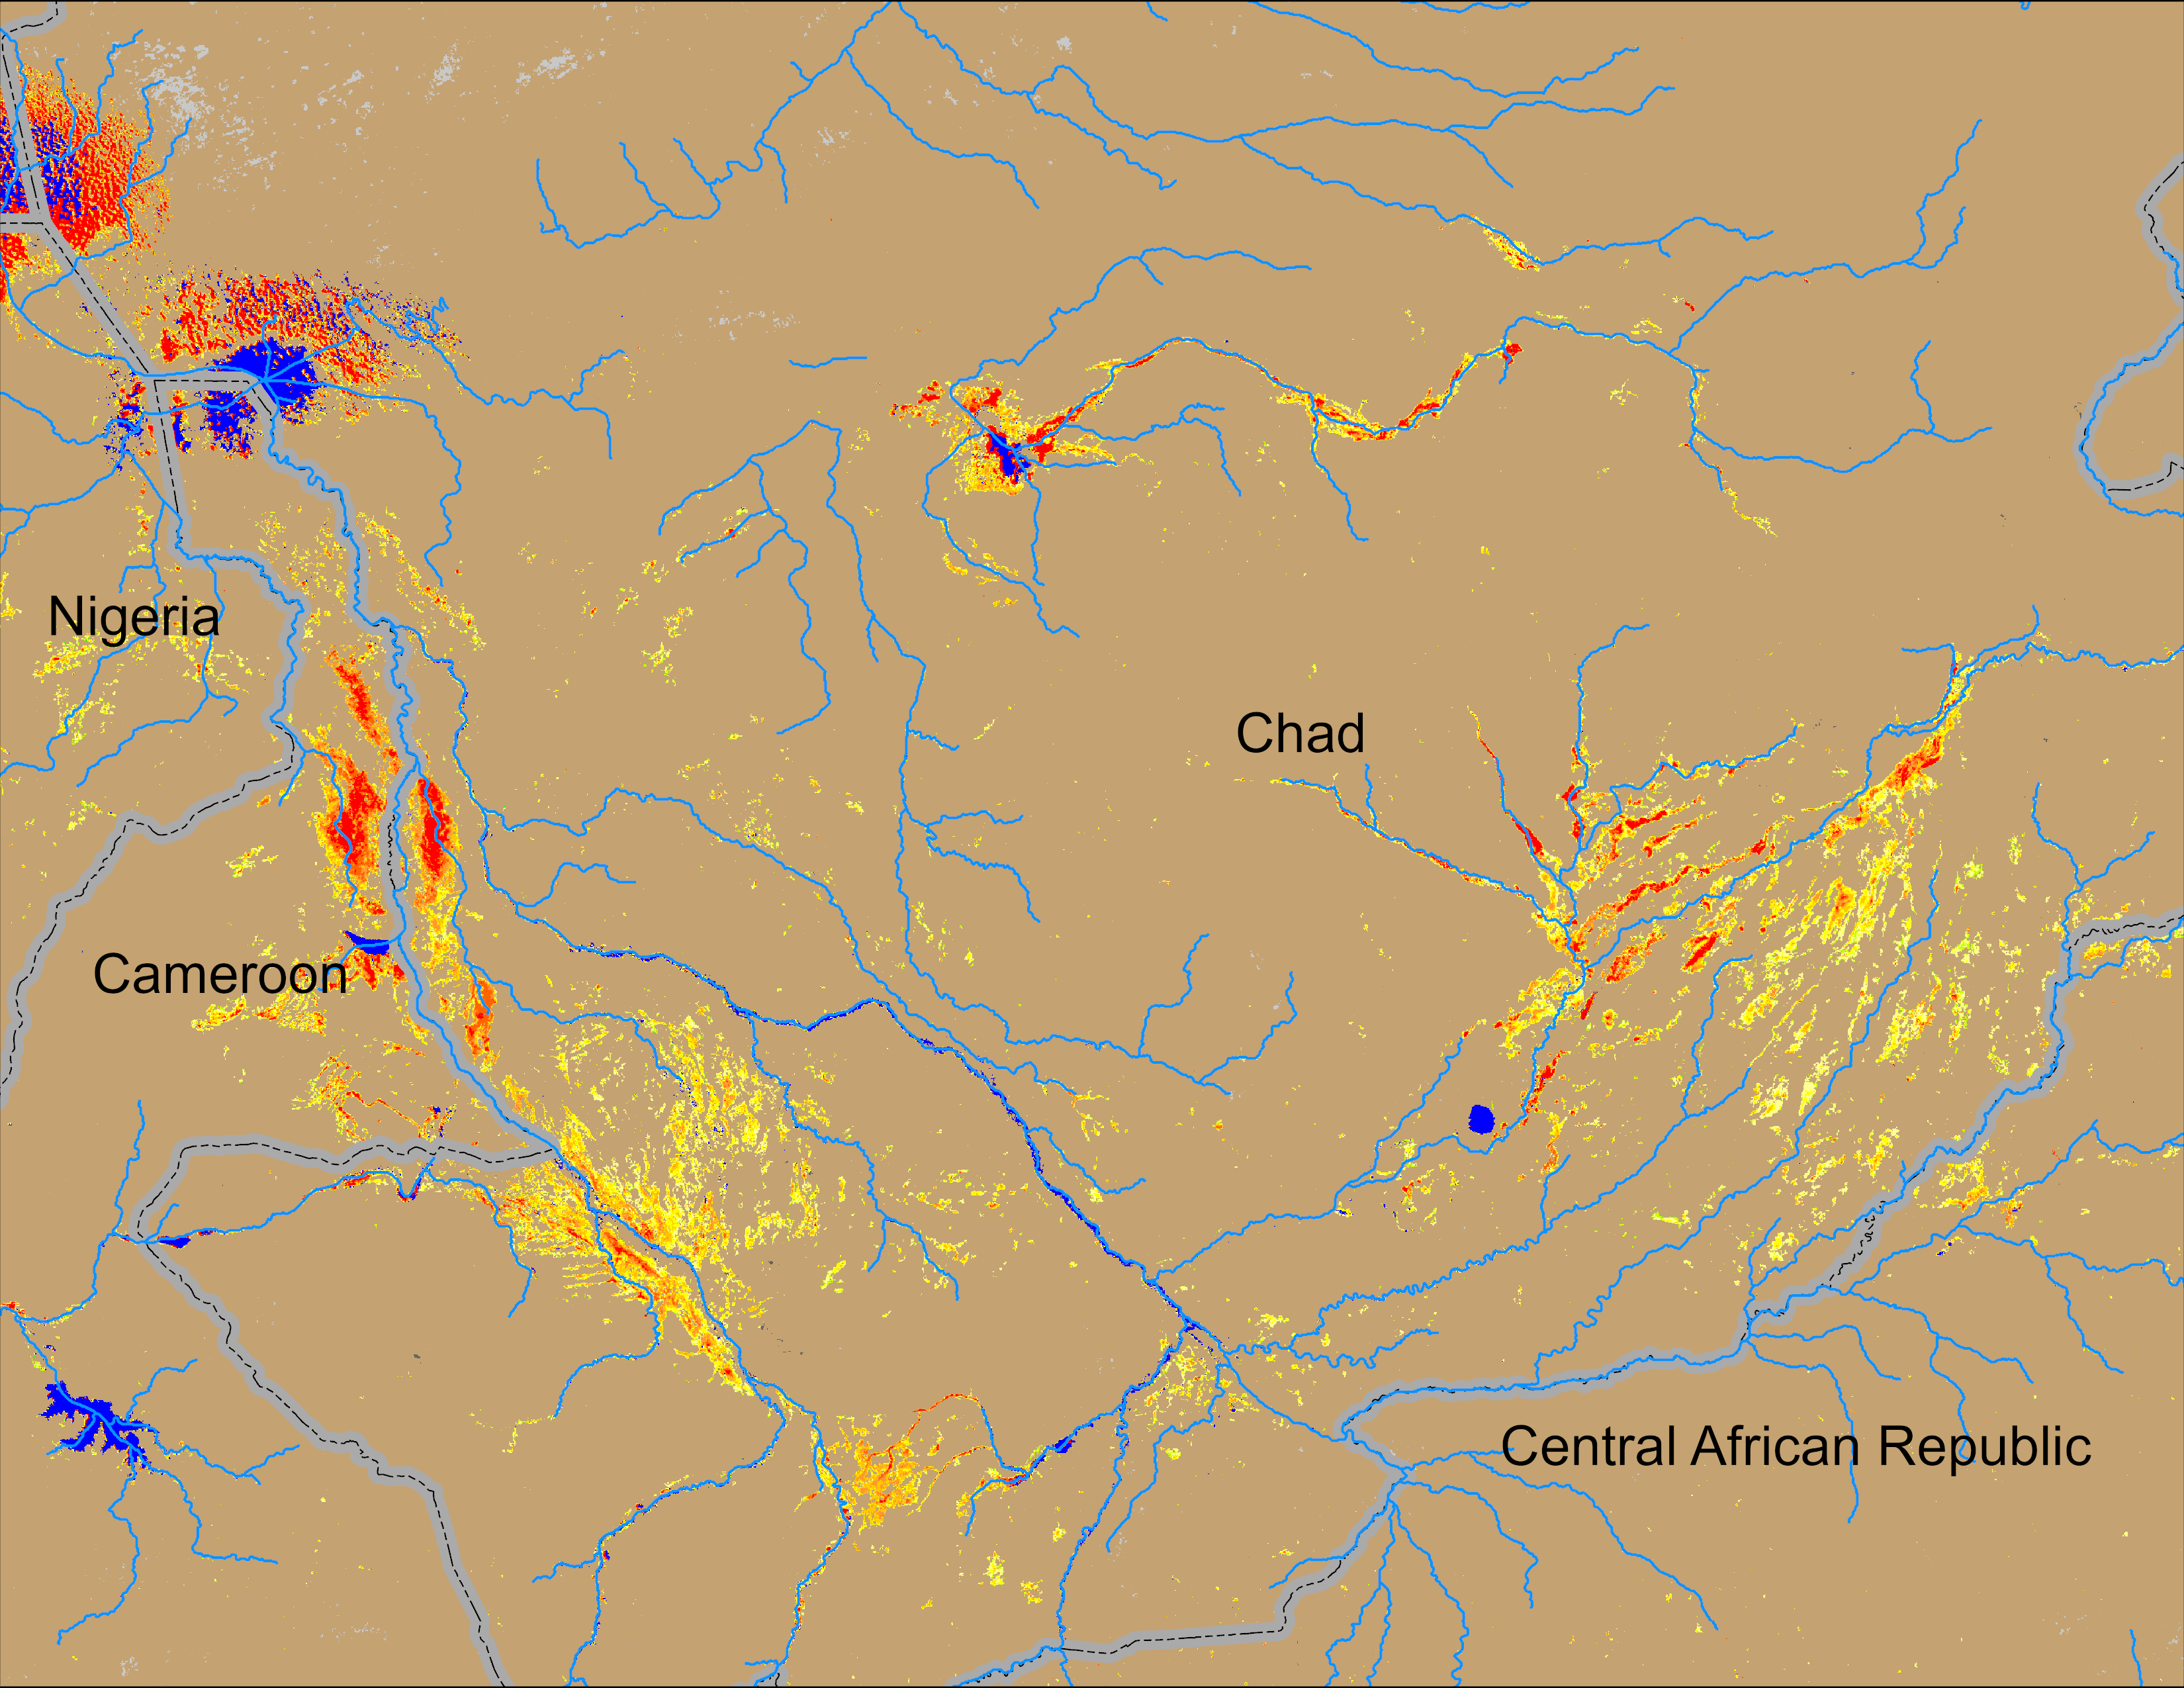 Nigeria
Chad
Cameroon
Central African Republic